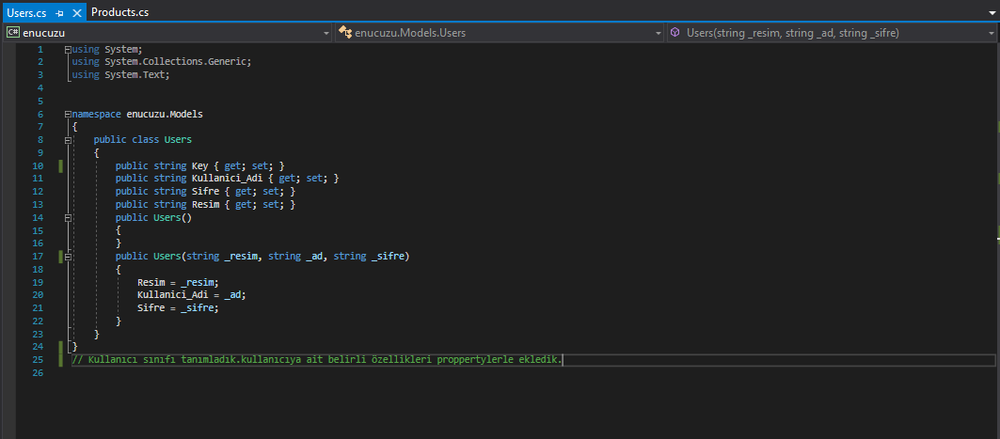 Users.cs Products.cs
C# enucuzu enucuzu.Models.Users Users(string _resim, string _ad, string _sifre)
1 using System;
2 using System.Collections.Generic;
3 using System.Text;
4
5
6 namespace enucuzu.Models
7 {
8 public class Users
9 {
10 public string Key { get; set; }
11 public string Kullanici_Adi { get; set; }
12 public string Sifre { get; set; }
13 public string Resim { get; set; }
14 public Users()
15 {
16 }
17 public Users(string _resim, string _ad, string _sifre)
18 {
19 Resim = _resim;
20 Kullanici_Adi = _ad;
21 Sifre = _sifre;
22 }
23 }
24 }
25 // Kullanıcı sınıfı tanımladık.kullanıcıya ait belirli özellikleri proppertylerle ekledik.
26